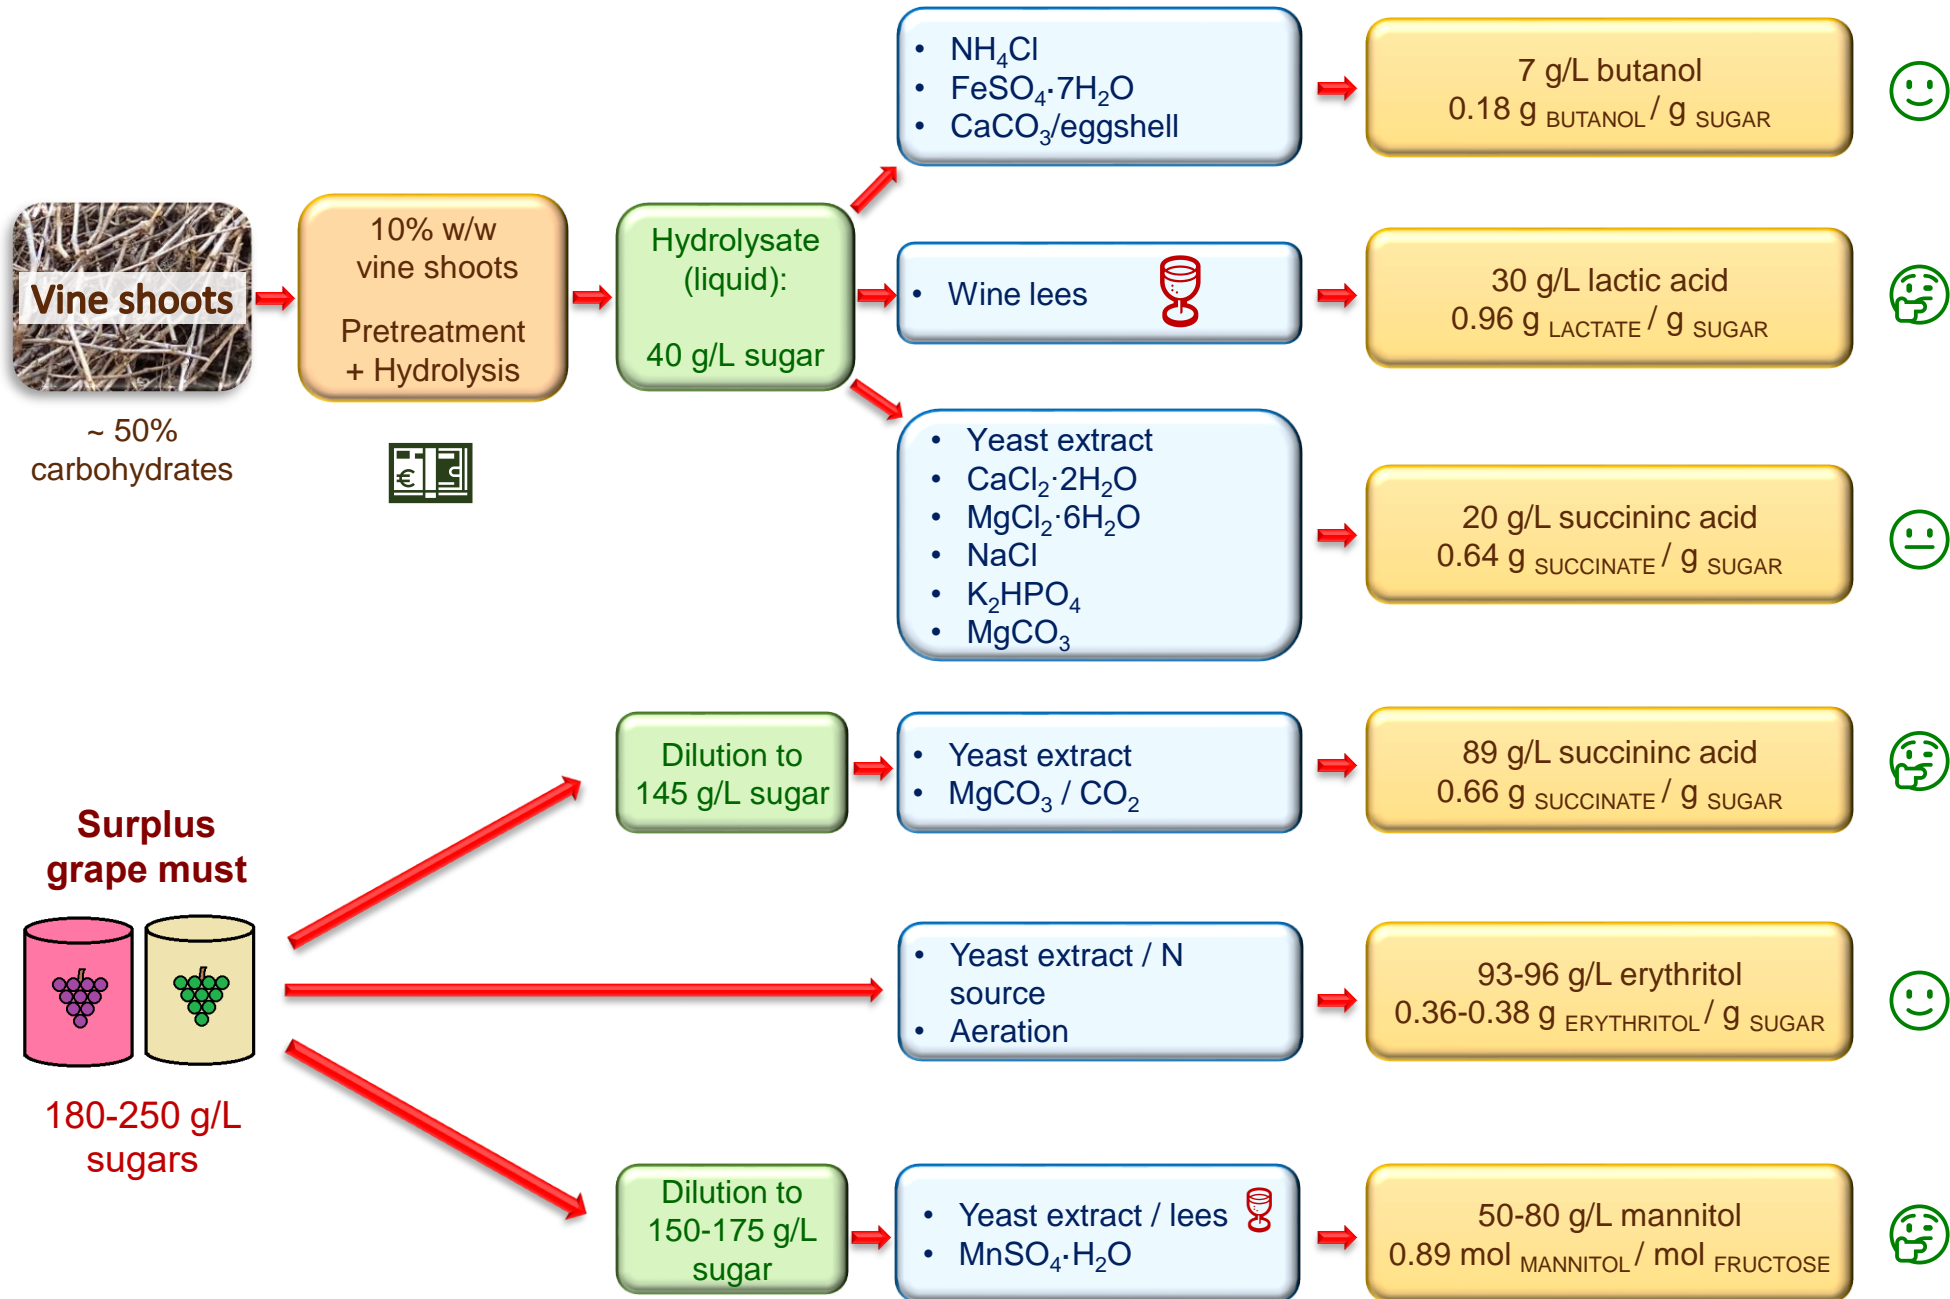 NH₄Cl
FeSO₄·7H₂O
CaCO₃/eggshell
7 g/L butanol
0.18 g BUTANOL / g SUGAR
Vine shoots
~ 50%
carbohydrates
10% w/w
vine shoots
Pretreatment
+ Hydrolysis
€
Hydrolysate
(liquid):
40 g/L sugar
Wine lees
30 g/L lactic acid
0.96 g LACTATE / g SUGAR
Yeast extract
CaCl₂·2H₂O
MgCl₂·6H₂O
NaCl
K₂HPO₄
MgCO₃
20 g/L succininc acid
0.64 g SUCCINATE / g SUGAR
Surplus
grape must
180-250 g/L
sugars
Dilution to
145 g/L sugar
Yeast extract
MgCO₃ / CO₂
89 g/L succininc acid
0.66 g SUCCINATE / g SUGAR
Yeast extract / N
source
Aeration
93-96 g/L erythritol
0.36-0.38 g ERYTHRITOL / g SUGAR
Dilution to
150-175 g/L
sugar
Yeast extract / lees
MnSO₄·H₂O
50-80 g/L mannitol
0.89 mol MANNITOL / mol FRUCTOSE